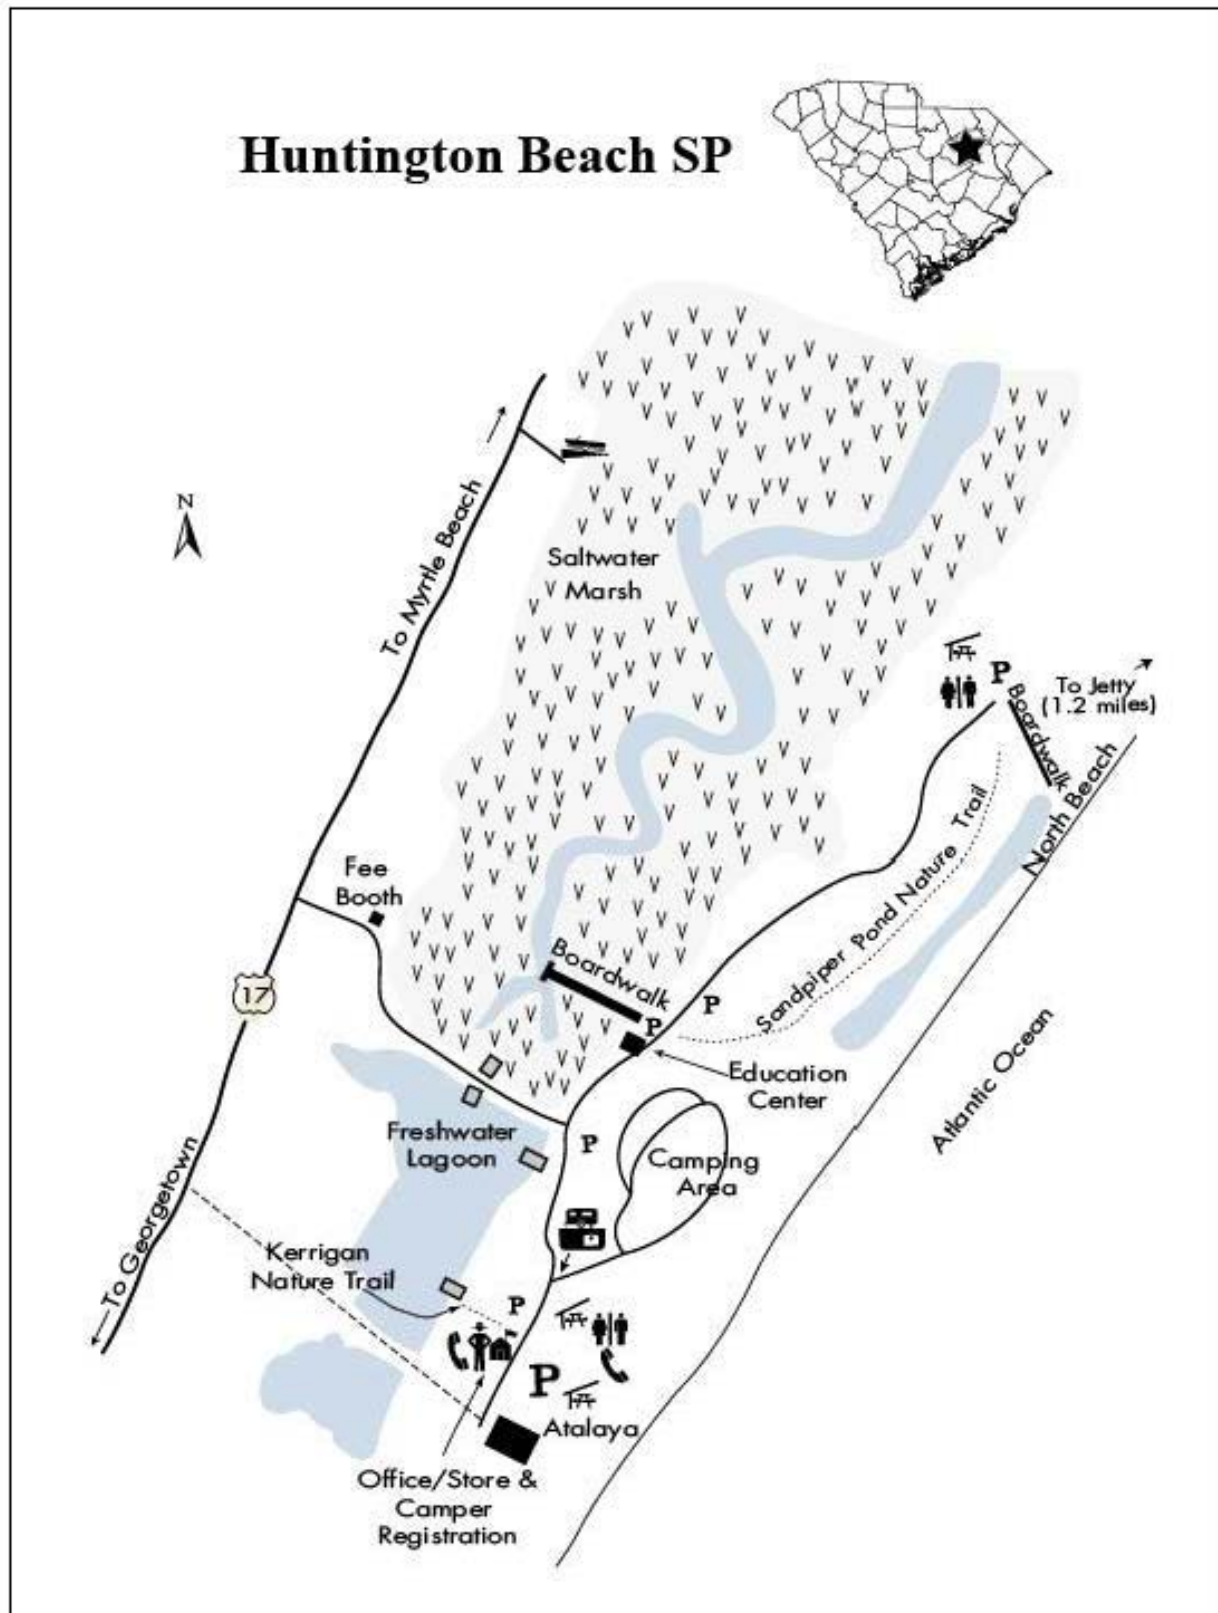 Huntington Beach SP
N
To Myrtle Beach
Saltwater
Marsh
P
To Jetty
(1.2 miles)
Boardwalk
North Beach
Fee
Booth
Sandpiper Pond Nature Trail
17
Boardwalk
P
P
Education
Center
Atlantic Ocean
Freshwater
Lagoon
P
Camping
Area
To Georgetown
Kerrigan
Nature Trail
P
P
Atalaya
Office/Store &
Camper
Registration